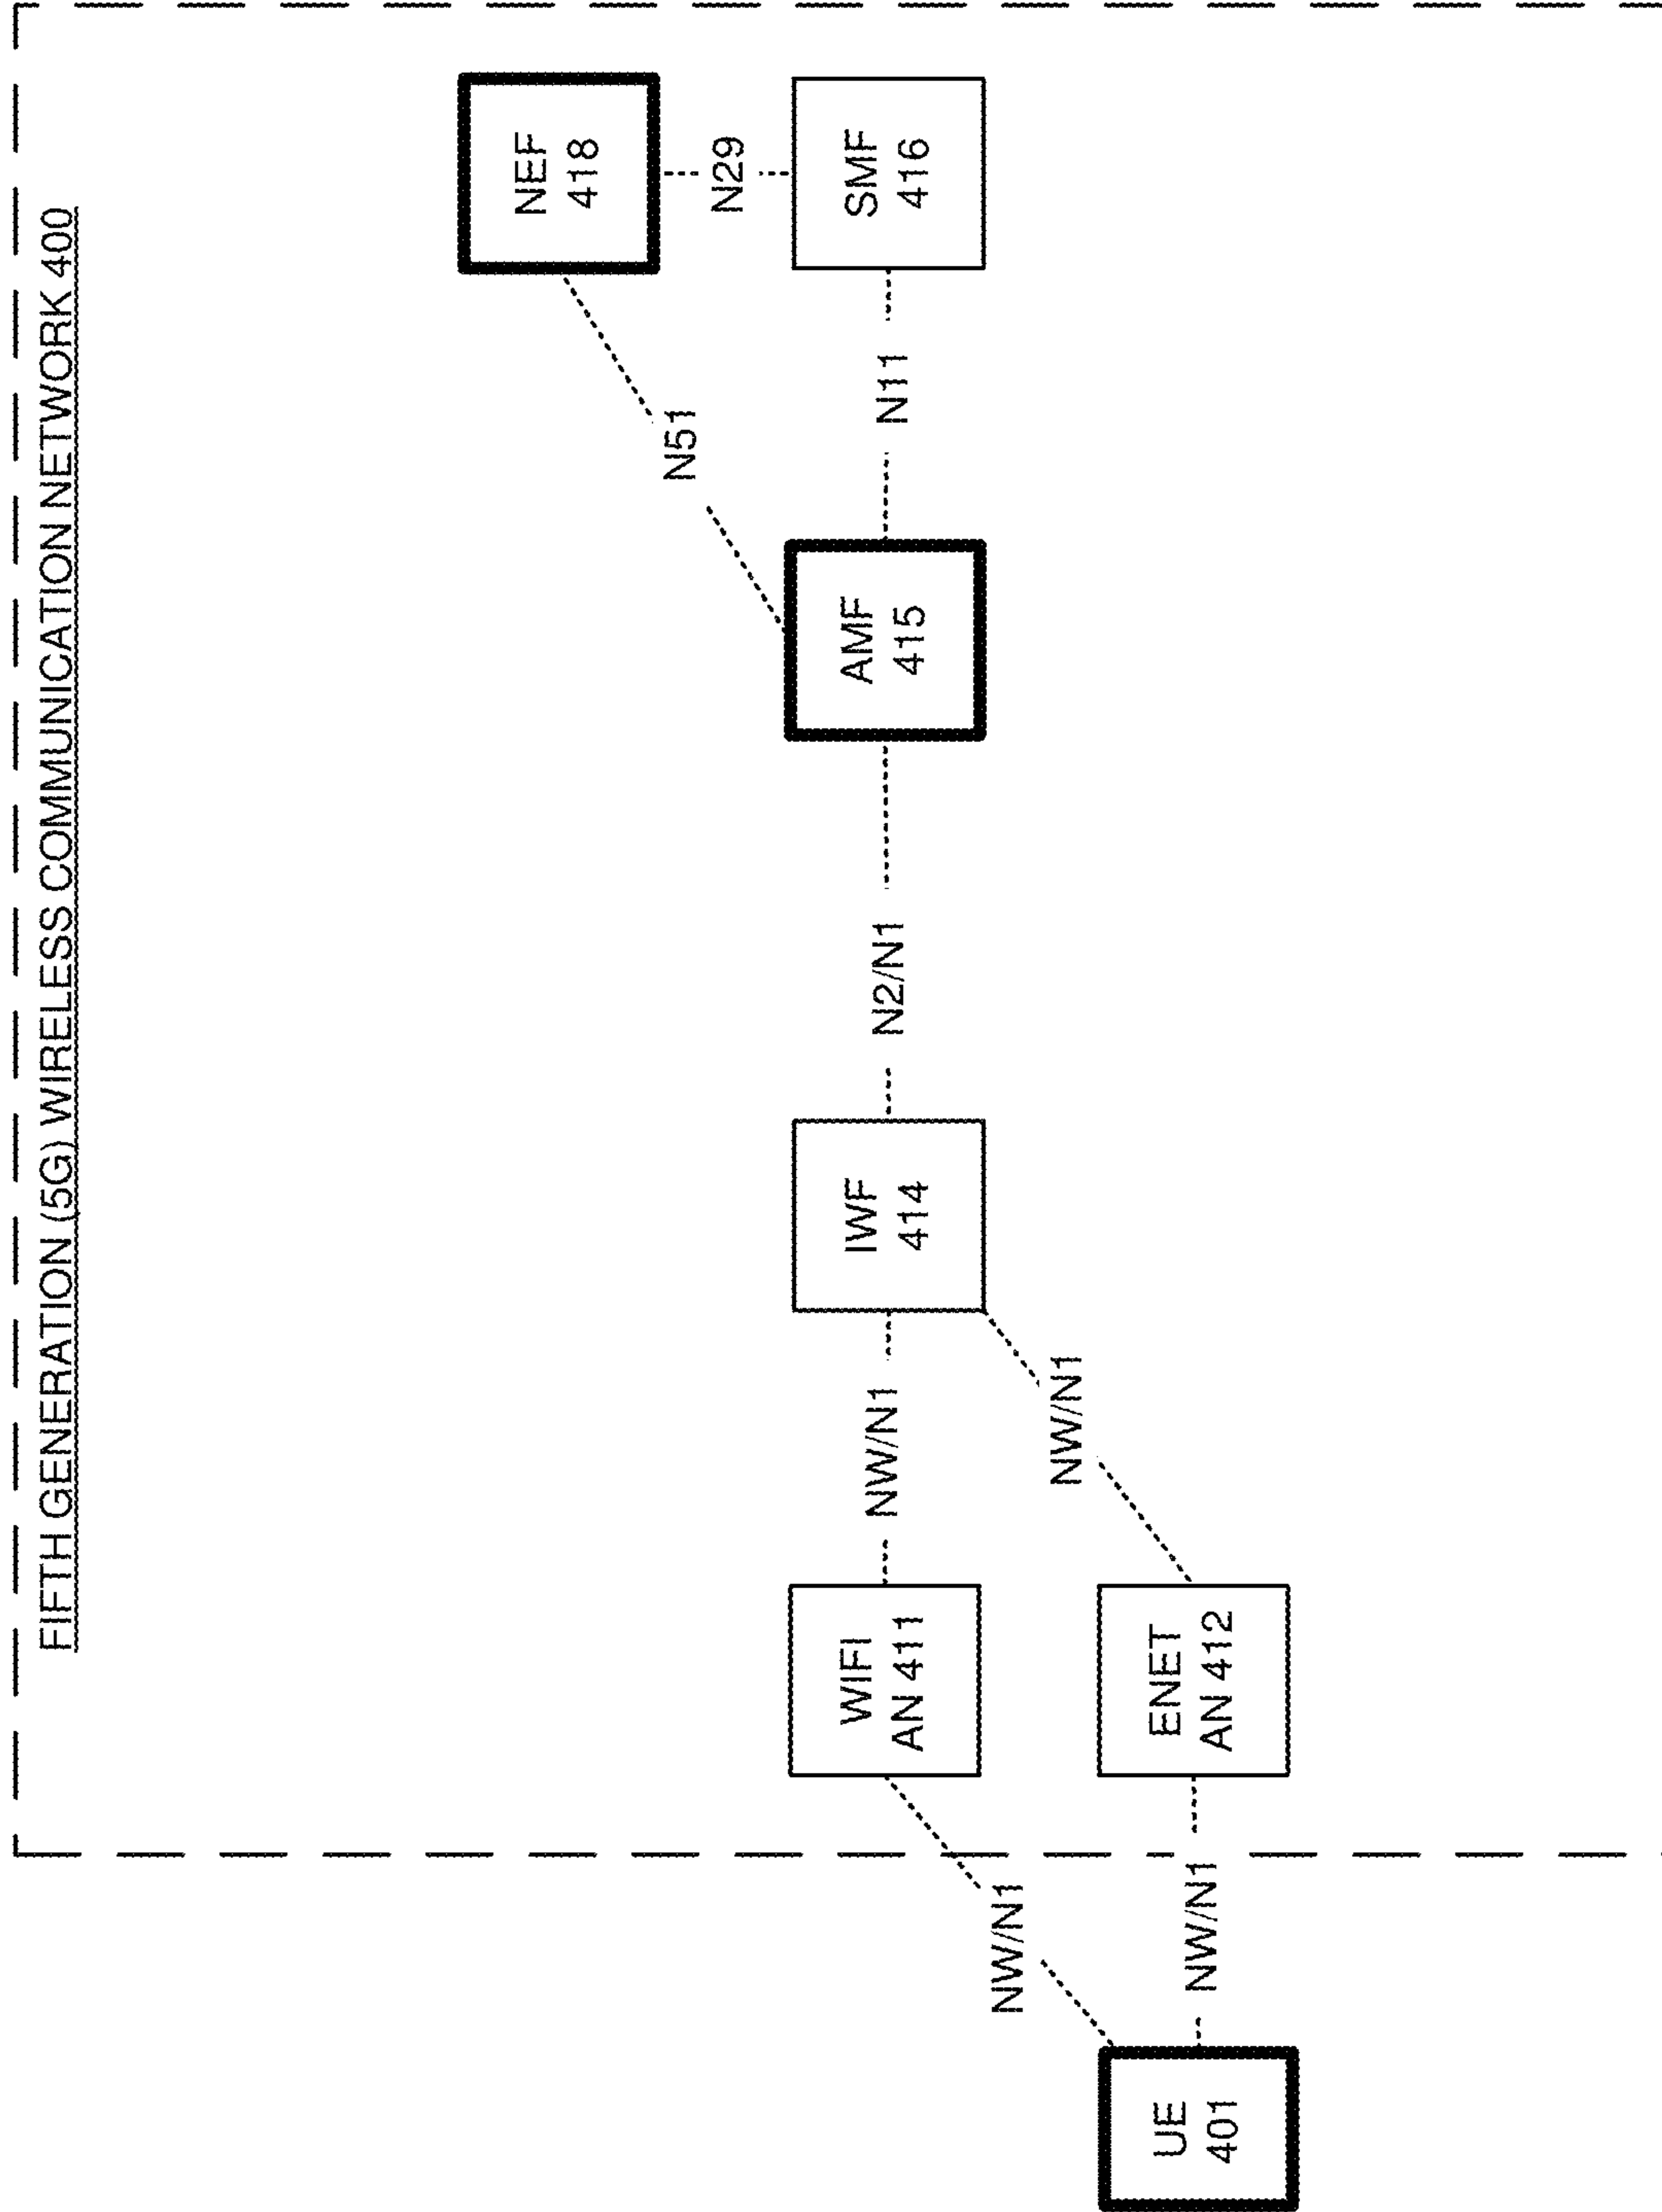 FIFTH GENERATION (5G) WIRELESS COMMUNICATION NETWORK 400
NEF
418
N51
N29
UE
401
NW/N1
NW/N1
WIFI
AN 411
NW/N1
IWF
414
N2/N1
AMF
415
N11
SMF
416
ENET
AN 412
NW/N1